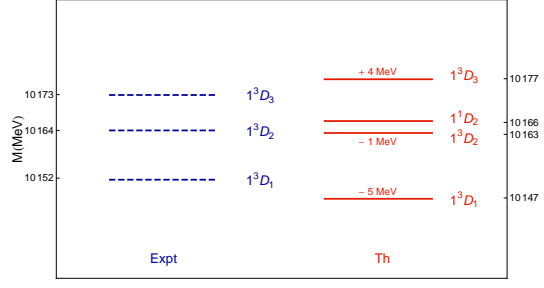 M(MeV)
10173
10164
10152
1³D₃
1³D₂
1³D₁
Expt
+ 4 MeV
1³D₃
1¹D₂
1³D₂
− 1 MeV
− 5 MeV
1³D₁
Th
10177
10166
10163
10147